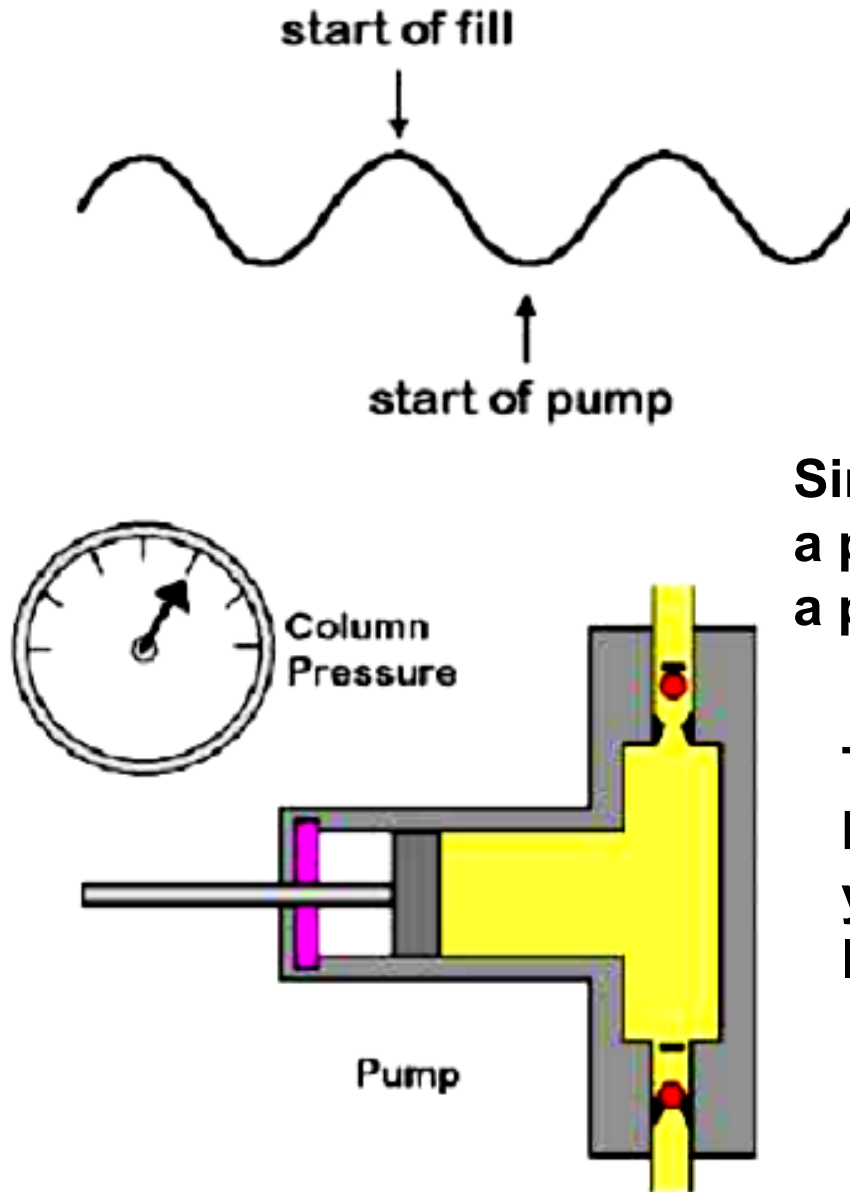 start of fill
start of pump
a
a
Column
Pressure
Pump